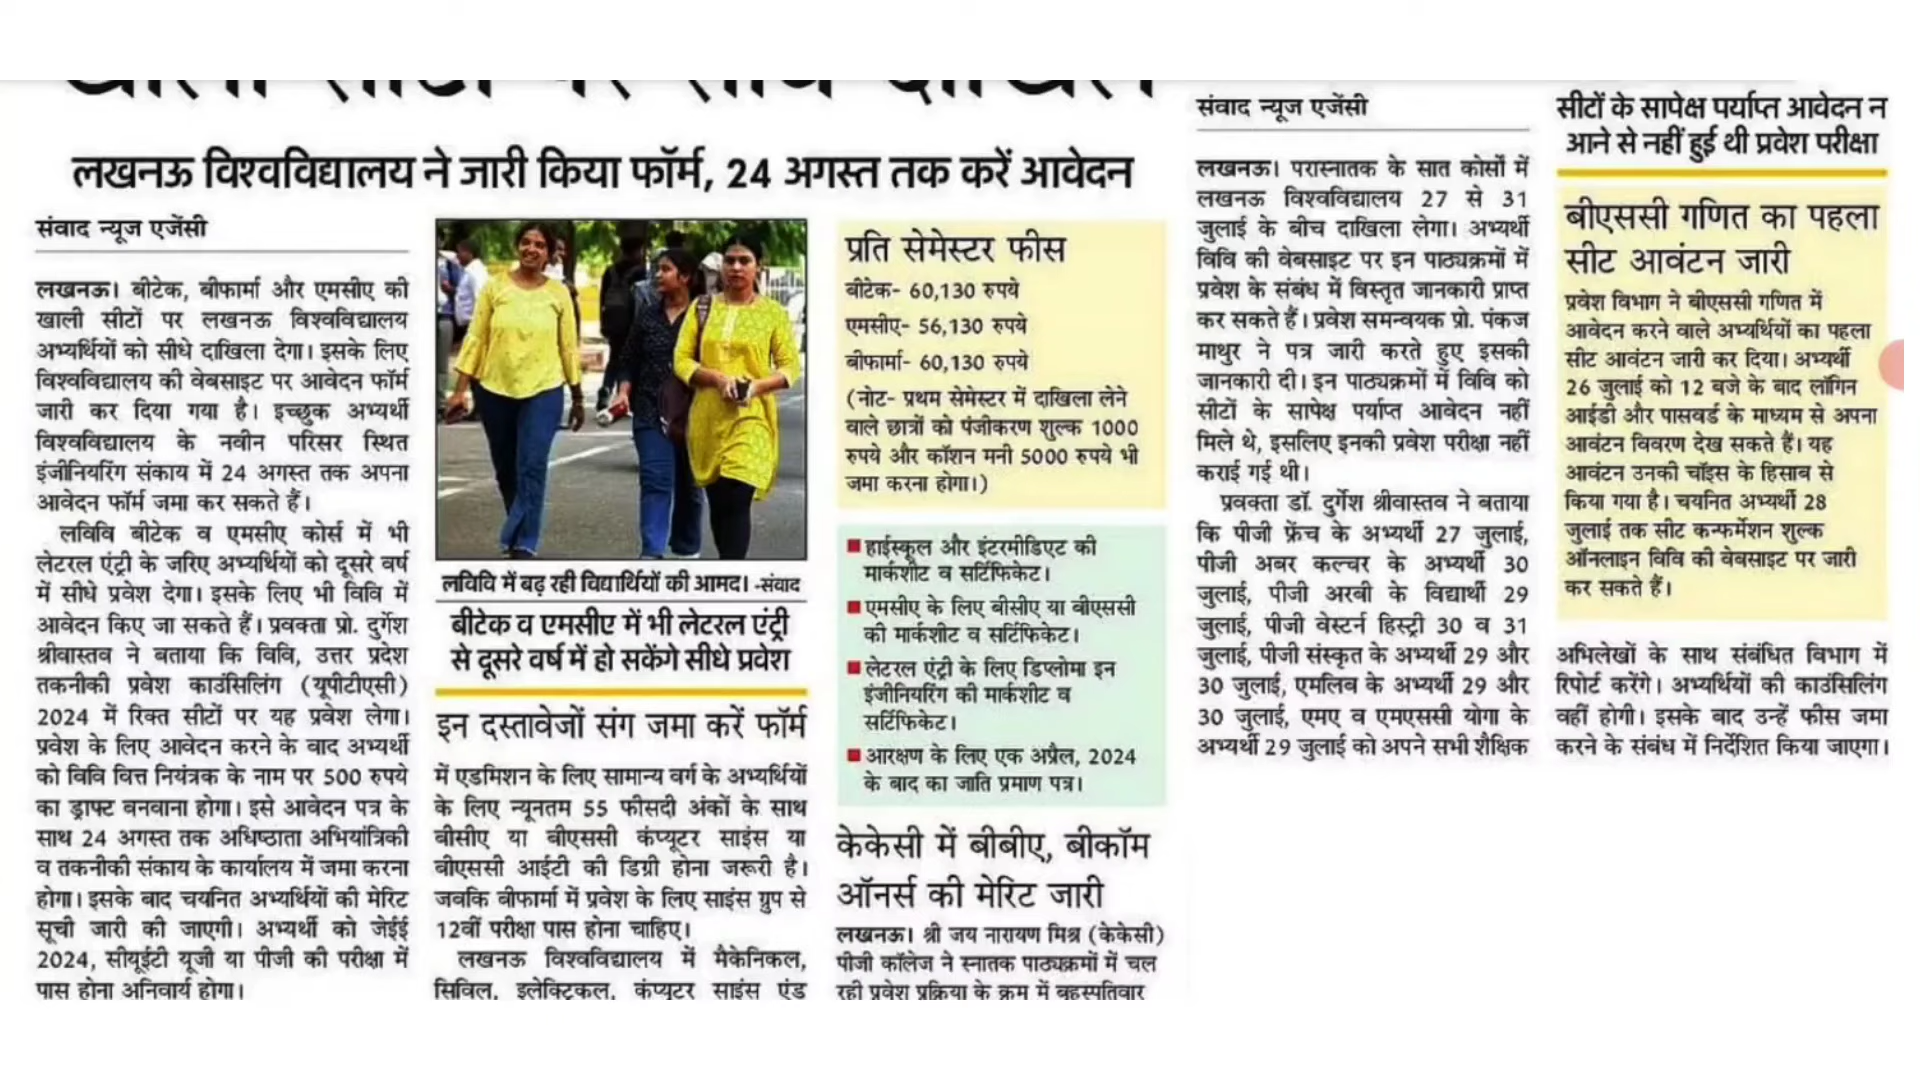 लखनऊ विश्वविद्यालय ने जारी किया फॉर्म, 24 अगस्त तक करें आवेदन
संवाद न्यूज एजेंसी
लखनऊ। बीटेक, बीफार्मा और एमसीए की
खाली सीटों पर लखनऊ विश्वविद्यालय
अभ्यर्थियों को सीधे दाखिला देगा। इसके लिए
विश्वविद्यालय की वेबसाइट पर आवेदन फॉर्म
जारी कर दिया गया है। इच्छुक अभ्यर्थी
विश्वविद्यालय के नवीन परिसर स्थित
इंजीनियरिंग संकाय में 24 अगस्त तक अपना
आवेदन फॉर्म जमा कर सकते हैं।
लविवि बीटेक व एमसीए कोर्स में भी
लेटरल एंट्री के जरिए अभ्यर्थियों को दूसरे वर्ष
में सीधे प्रवेश देगा। इसके लिए भी विवि में
आवेदन किए जा सकते हैं। प्रवक्ता प्रो. दुर्गेश
श्रीवास्तव ने बताया कि विवि, उत्तर प्रदेश
तकनीकी प्रवेश काउंसिलिंग (यूपीटीएसी)
2024 में रिक्त सीटों पर यह प्रवेश लेगा।
प्रवेश के लिए आवेदन करने के बाद अभ्यर्थी
को विवि वित्त नियंत्रक के नाम पर 500 रुपये
का ड्राफ्ट बनवाना होगा। इसे आवेदन पत्र के
साथ 24 अगस्त तक अधिष्ठाता अभियांत्रिकी
व तकनीकी संकाय के कार्यालय में जमा करना
होगा। इसके बाद चयनित अभ्यर्थियों की मेरिट
सूची जारी की जाएगी। अभ्यर्थी को जेईई
2024, सीयूईटी यूजी या पीजी की परीक्षा में
पास होना अनिवार्य होगा।
लविवि में बढ़ रही विद्यार्थियों की आमद। -संवाद
बीटेक व एमसीए में भी लेटरल एंट्री
से दूसरे वर्ष में हो सकेंगे सीधे प्रवेश
इन दस्तावेजों संग जमा करें फॉर्म
में एडमिशन के लिए सामान्य वर्ग के अभ्यर्थियों
के लिए न्यूनतम 55 फीसदी अंकों के साथ
बीसीए या बीएससी कंप्यूटर साइंस या
बीएससी आईटी की डिग्री होना जरूरी है।
जबकि बीफार्मा में प्रवेश के लिए साइंस ग्रुप से
12वीं परीक्षा पास होना चाहिए।
लखनऊ विश्वविद्यालय में मैकेनिकल,
सिविल, इलेक्ट्रिकल, कंप्यूटर साइंस एंड
प्रति सेमेस्टर फीस
बीटेक- 60,130 रुपये
एमसीए- 56,130 रुपये
बीफार्मा- 60,130 रुपये
(नोट- प्रथम सेमेस्टर में दाखिला लेने
वाले छात्रों को पंजीकरण शुल्क 1000
रुपये और कॉशन मनी 5000 रुपये भी
जमा करना होगा।)
हाईस्कूल और इंटरमीडिएट की
मार्कशीट व सर्टिफिकेट।
एमसीए के लिए बीसीए या बीएससी
की मार्कशीट व सर्टिफिकेट।
लेटरल एंट्री के लिए डिप्लोमा इन
इंजीनियरिंग की मार्कशीट व
सर्टिफिकेट।
आरक्षण के लिए एक अप्रैल, 2024
के बाद का जाति प्रमाण पत्र।
केकेसी में बीबीए, बीकॉम
ऑनर्स की मेरिट जारी
लखनऊ। श्री जय नारायण मिश्र (केकेसी)
पीजी कॉलेज ने स्नातक पाठ्यक्रमों में चल
रही प्रवेश प्रक्रिया के क्रम में बृहस्पतिवार
संवाद न्यूज एजेंसी
लखनऊ। परास्नातक के सात कोर्सों में
लखनऊ विश्वविद्यालय 27 से 31
जुलाई के बीच दाखिला लेगा। अभ्यर्थी
विवि की वेबसाइट पर इन पाठ्यक्रमों में
प्रवेश के संबंध में विस्तृत जानकारी प्राप्त
कर सकते हैं। प्रवेश समन्वयक प्रो. पंकज
माथुर ने पत्र जारी करते हुए इसकी
जानकारी दी। इन पाठ्यक्रमों में विवि को
सीटों के सापेक्ष पर्याप्त आवेदन नहीं
मिले थे, इसलिए इनकी प्रवेश परीक्षा नहीं
कराई गई थी।
प्रवक्ता डॉ. दुर्गेश श्रीवास्तव ने बताया
कि पीजी फ्रेंच के अभ्यर्थी 27 जुलाई,
पीजी अबर कल्चर के अभ्यर्थी 30
जुलाई, पीजी अरबी के विद्यार्थी 29
जुलाई, पीजी वेस्टर्न हिस्ट्री 30 व 31
जुलाई, पीजी संस्कृत के अभ्यर्थी 29 और
30 जुलाई, एमलिब के अभ्यर्थी 29 और
30 जुलाई, एमए व एमएससी योगा के
अभ्यर्थी 29 जुलाई को अपने सभी शैक्षिक
सीटों के सापेक्ष पर्याप्त आवेदन न
आने से नहीं हुई थी प्रवेश परीक्षा
बीएससी गणित का पहला
सीट आवंटन जारी
प्रवेश विभाग ने बीएससी गणित में
आवेदन करने वाले अभ्यर्थियों का पहला
सीट आवंटन जारी कर दिया। अभ्यर्थी
26 जुलाई को 12 बजे के बाद लॉगिन
आईडी और पासवर्ड के माध्यम से अपना
आवंटन विवरण देख सकते हैं। यह
आवंटन उनकी चॉइस के हिसाब से
किया गया है। चयनित अभ्यर्थी 28
जुलाई तक सीट कन्फर्मेशन शुल्क
ऑनलाइन विवि की वेबसाइट पर जारी
कर सकते हैं।
अभिलेखों के साथ संबंधित विभाग में
रिपोर्ट करेंगे। अभ्यर्थियों की काउंसिलिंग
वहीं होगी। इसके बाद उन्हें फीस जमा
करने के संबंध में निर्देशित किया जाएगा।